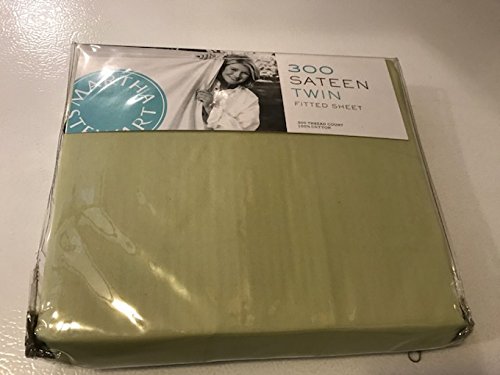 MARTHA
STEWART
300
SATEEN
TWIN
FITTED SHEET
300 THREAD COUNT
100% COTTON